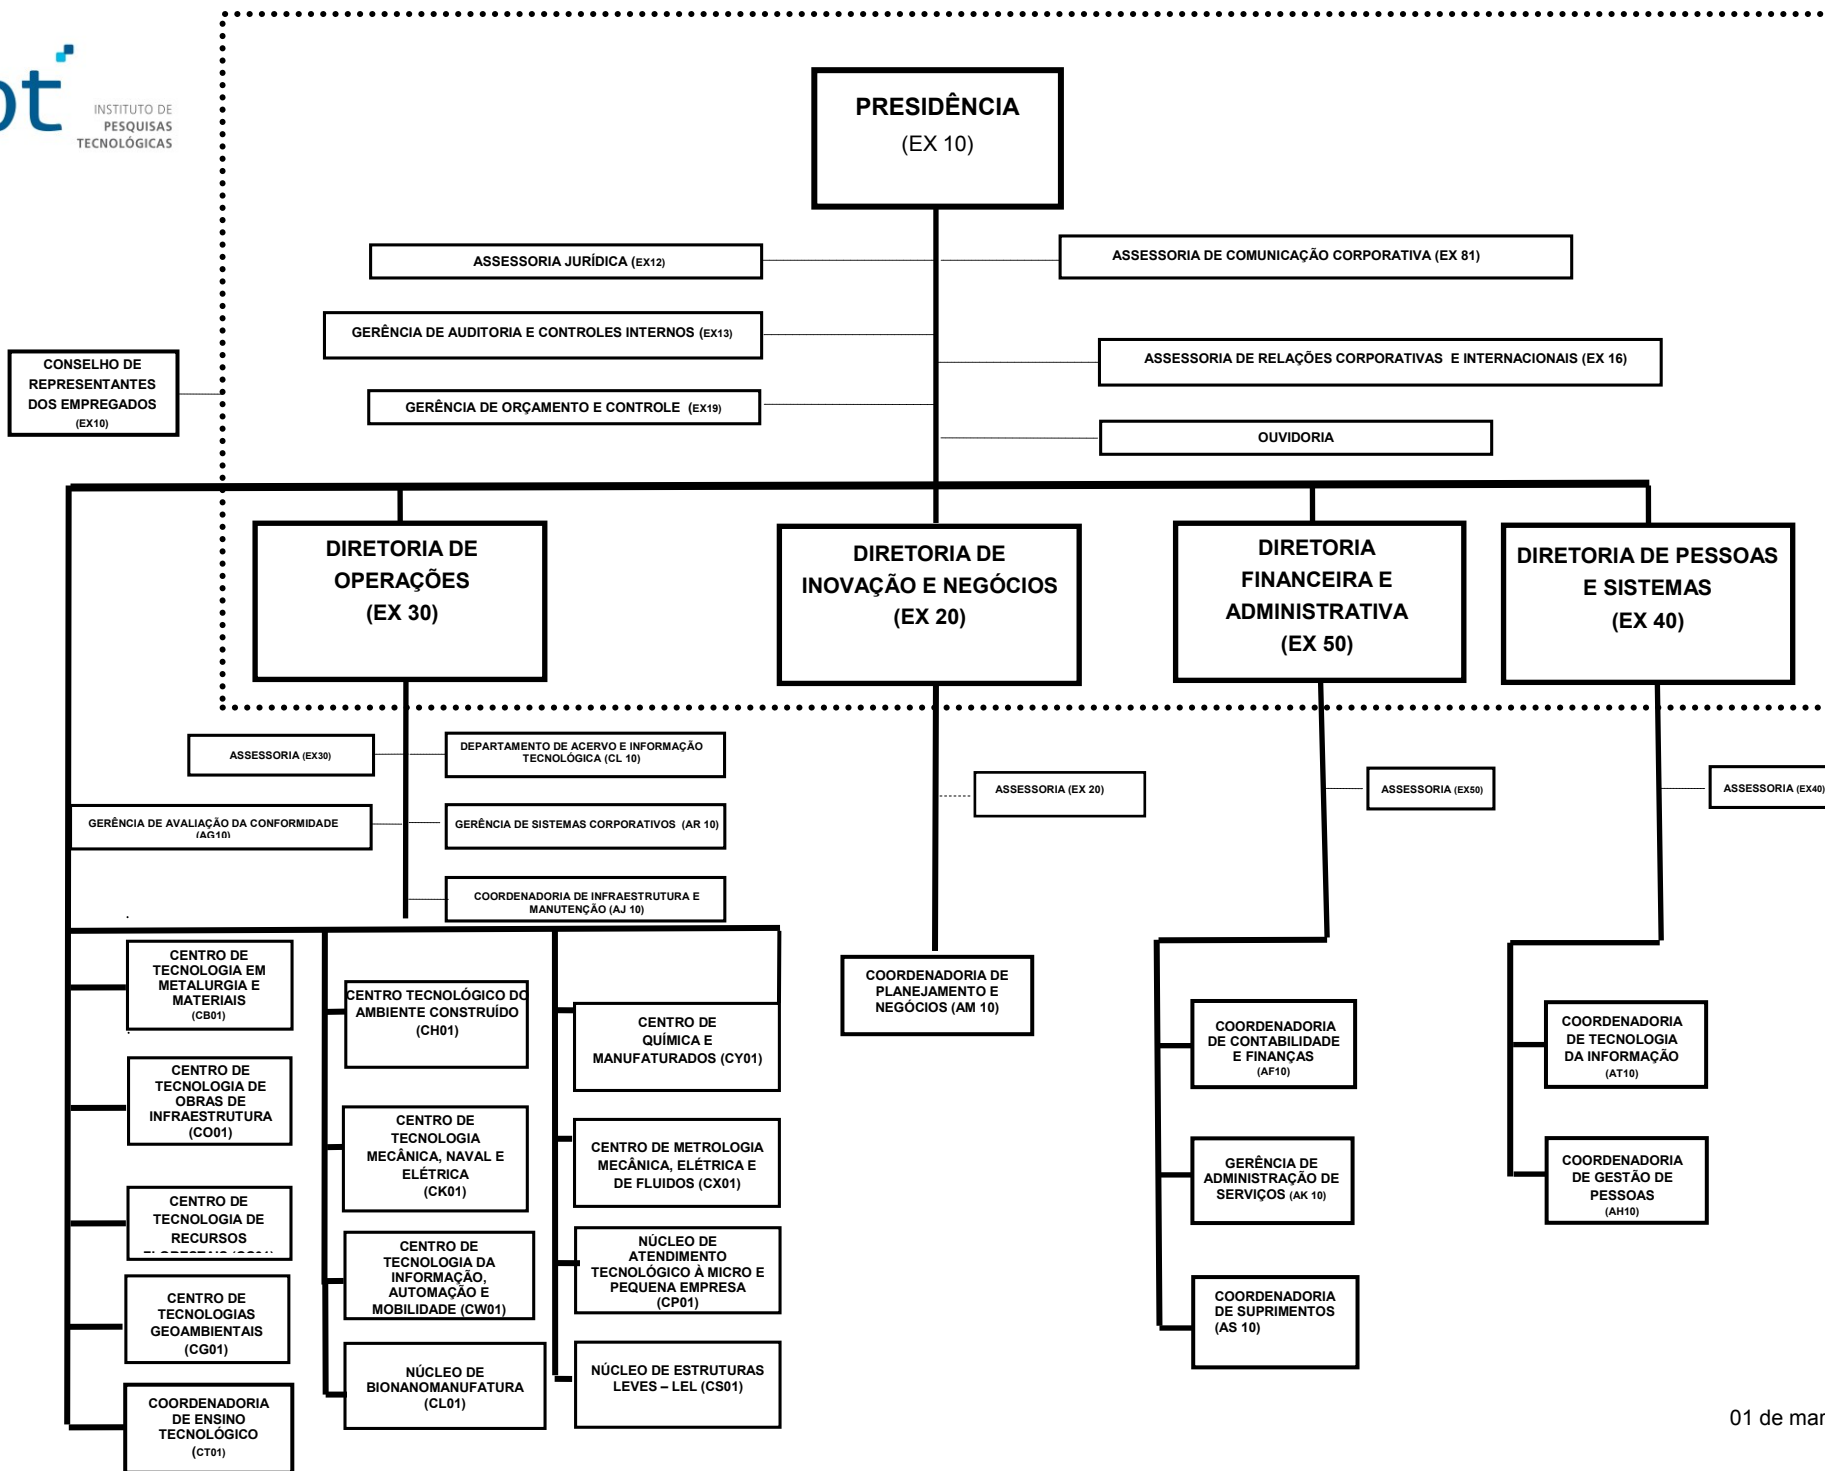 pt
INSTITUTO DE
PESQUISAS
TECNOLÓGICAS
PRESIDÊNCIA
(EX 10)
ASSESSORIA JURÍDICA (EX12)
ASSESSORIA DE COMUNICAÇÃO CORPORATIVA (EX 81)
GERÊNCIA DE AUDITORIA E CONTROLES INTERNOS (EX13)
ASSESSORIA DE RELAÇÕES CORPORATIVAS E INTERNACIONAIS (EX 16)
CONSELHO DE
REPRESENTANTES
DOS EMPREGADOS
(EX10)
GERÊNCIA DE ORÇAMENTO E CONTROLE (EX19)
OUVIDORIA
DIRETORIA DE
OPERAÇÕES
(EX 30)
DIRETORIA DE
INOVAÇÃO E NEGÓCIOS
(EX 20)
DIRETORIA
FINANCEIRA E
ADMINISTRATIVA
(EX 50)
DIRETORIA DE PESSOAS
E SISTEMAS
(EX 40)
ASSESSORIA (EX30)
DEPARTAMENTO DE ACERVO E INFORMAÇÃO
TECNOLÓGICA (CL 10)
GERÊNCIA DE AVALIAÇÃO DA CONFORMIDADE
(AG10)
GERÊNCIA DE SISTEMAS CORPORATIVOS (AR 10)
COORDENADORIA DE INFRAESTRUTURA E
MANUTENÇÃO (AJ 10)
ASSESSORIA (EX 20)
ASSESSORIA (EX50)
ASSESSORIA (EX40)
CENTRO DE
TECNOLOGIA EM
METALURGIA E
MATERIAIS
(CB01)
CENTRO DE
TECNOLOGIA DE
OBRAS DE
INFRAESTRUTURA
(CO01)
CENTRO DE
TECNOLOGIA DE
RECURSOS
CENTRO DE
TECNOLOGIAS
GEOAMBIENTAIS
(CG01)
COORDENADORIA
DE ENSINO
TECNOLÓGICO
(CT01)
CENTRO TECNOLÓGICO DO
AMBIENTE CONSTRUÍDO
(CH01)
CENTRO DE
TECNOLOGIA
MECÂNICA, NAVAL E
ELÉTRICA
(CK01)
CENTRO DE
TECNOLOGIA DA
INFORMAÇÃO,
AUTOMAÇÃO E
MOBILIDADE (CW01)
NÚCLEO DE
BIONANOMANUFATURA
(CL01)
CENTRO DE
QUÍMICA E
MANUFATURADOS (CY01)
CENTRO DE METROLOGIA
MECÂNICA, ELÉTRICA E
DE FLUIDOS (CX01)
NÚCLEO DE
ATENDIMENTO
TECNOLÓGICO À MICRO E
PEQUENA EMPRESA
(CP01)
NÚCLEO DE ESTRUTURAS
LEVES – LEL (CS01)
COORDENADORIA DE
PLANEJAMENTO E
NEGÓCIOS (AM 10)
COORDENADORIA
DE CONTABILIDADE
E FINANÇAS
(AF10)
GERÊNCIA DE
ADMINISTRAÇÃO DE
SERVIÇOS (AK 10)
COORDENADORIA
DE SUPRIMENTOS
(AS 10)
COORDENADORIA
DE TECNOLOGIA
DA INFORMAÇÃO
(AT10)
COORDENADORIA
DE GESTÃO DE
PESSOAS
(AH10)
01 de mar